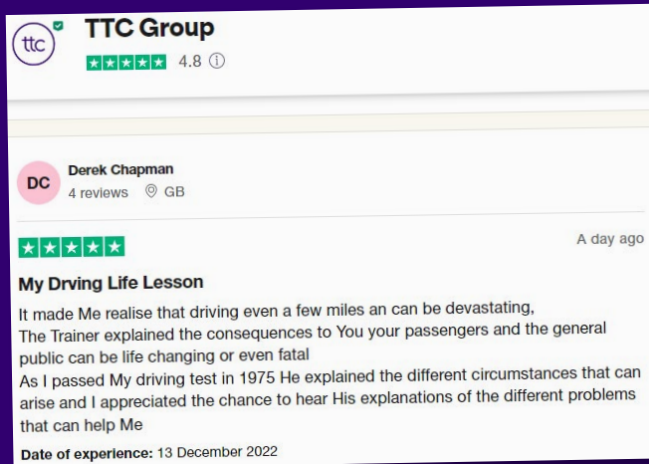 ttc
TTC Group
4.8
DC
Derek Chapman
4 reviews GB
A day ago
My Drving Life Lesson
It made Me realise that driving even a few miles an can be devastating,
The Trainer explained the consequences to You your passengers and the general
public can be life changing or even fatal
As I passed My driving test in 1975 He explained the different circumstances that can
arise and I appreciated the chance to hear His explanations of the different problems
that can help Me
Date of experience: 13 December 2022